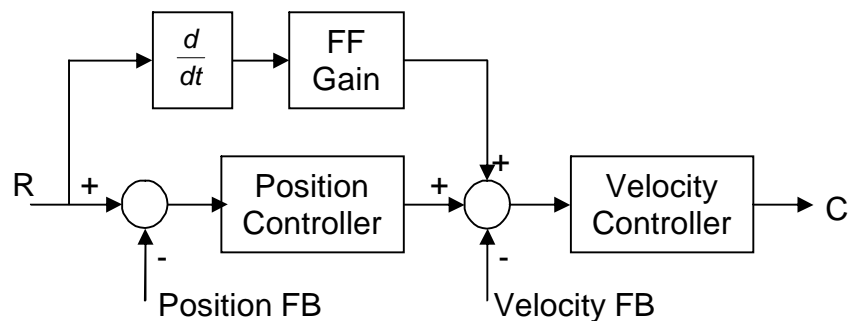 d
dt
FF
Gain
+
R
+
Position
Controller
+
Velocity
Controller
C
-
Position FB
-
Velocity FB